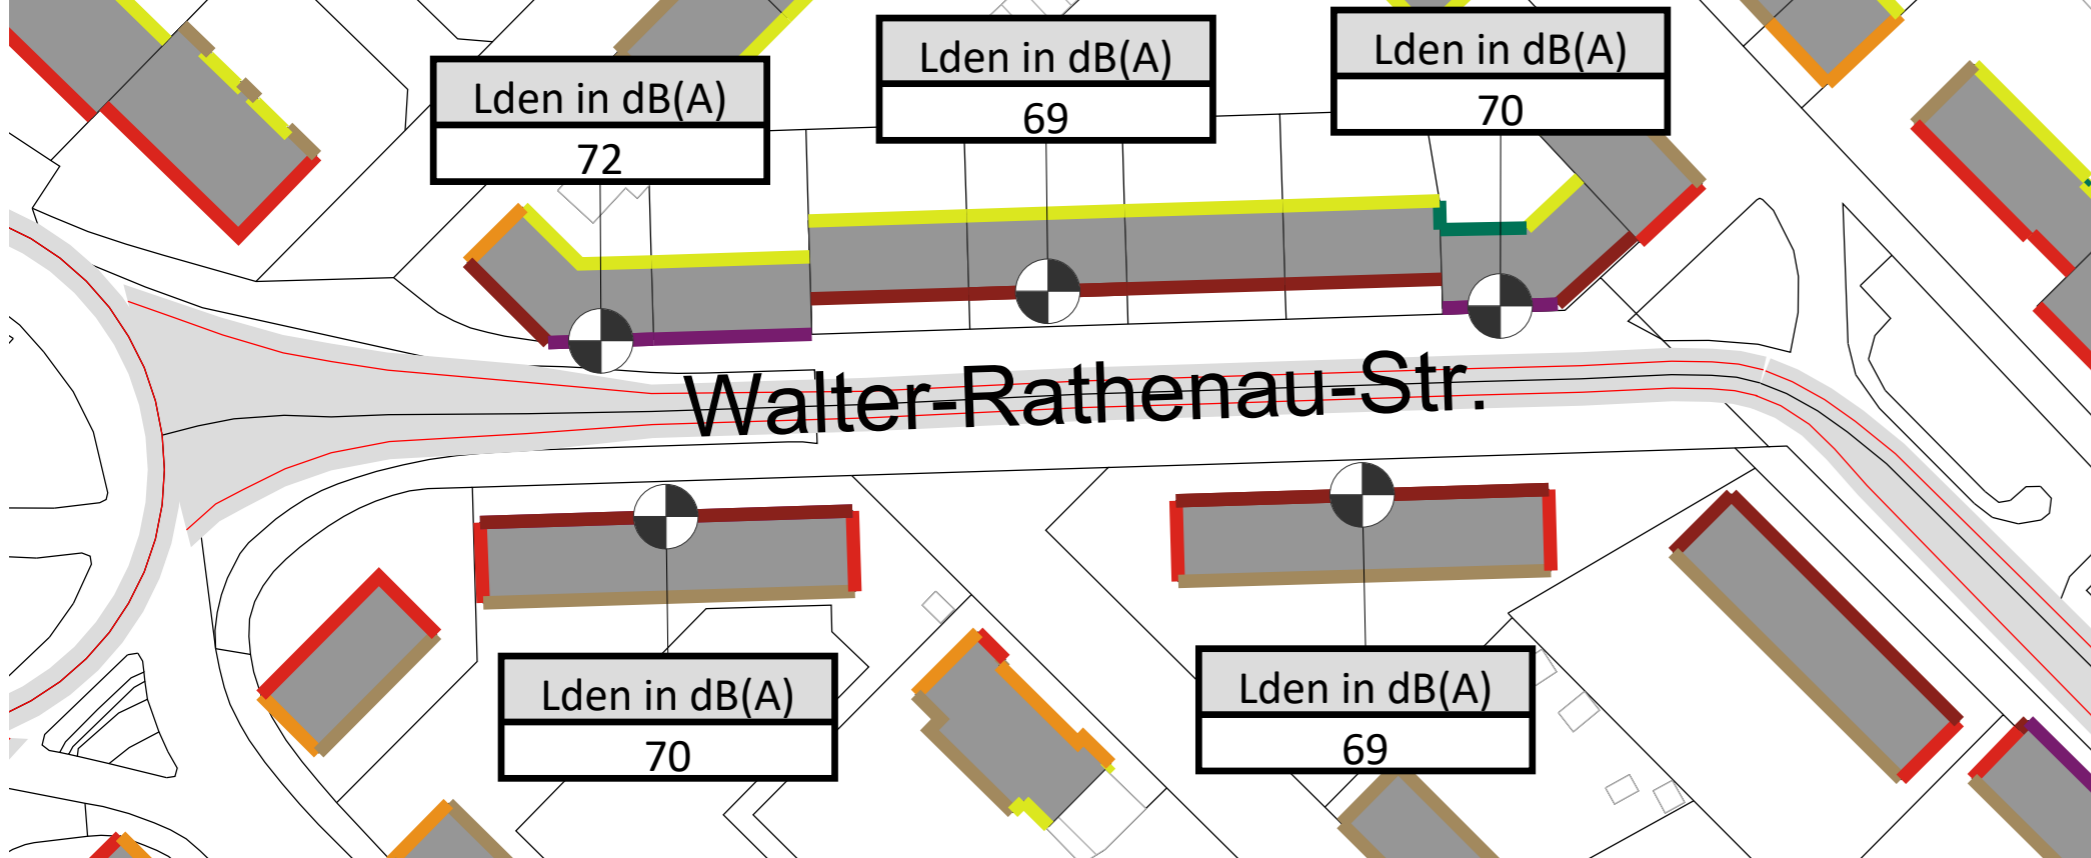 Lden in dB(A)
72
Lden in dB(A)
69
Lden in dB(A)
70
Walter-Rathenau-Str.
Lden in dB(A)
70
Lden in dB(A)
69